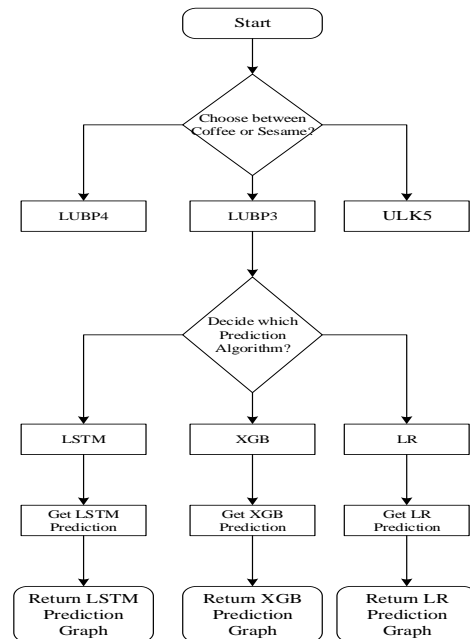 Start
Choose between
Coffee or Sesame?
LUBP4
LUBP3
ULK5
Decide which
Prediction
Algorithm?
LSTM
XGB
LR
Get LSTM
Prediction
Get XGB
Prediction
Get LR
Prediction
Return LSTM
Prediction
Graph
Return XGB
Prediction
Graph
Return LR
Prediction
Graph